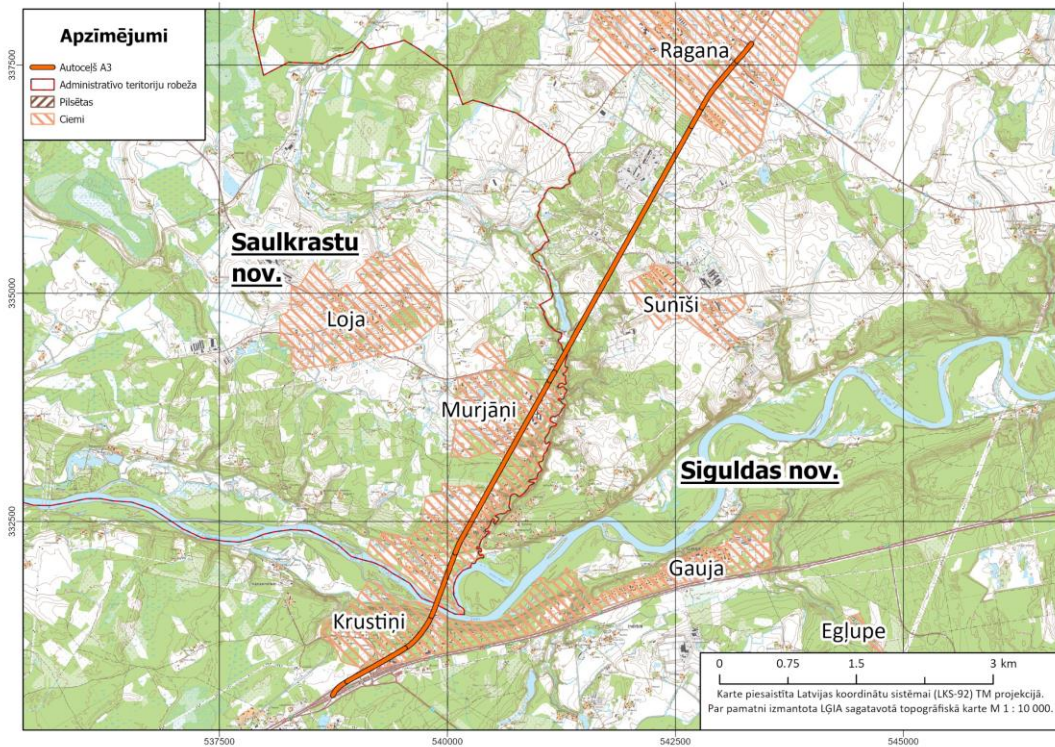 Apzīmējumi
Autoceļš A3
Administratīvo teritoriju robeža
Pilsētas
Ciemi
Ragana
Saulkrastu
nov.
Loja
Sunīši
Murjāņi
Siguldas nov.
Gauja
Krustiņi
Egļupe
0 0.75 1.5 3 km
Karte piesaistīta Latvijas koordinātu sistēmai (LKS-92) TM projekcijā.
Par pamatni izmantota LĢIA sagatavotā topogrāfiskā karte M 1 : 10 000.
337500
335000
332500
537500 540000 542500 545000